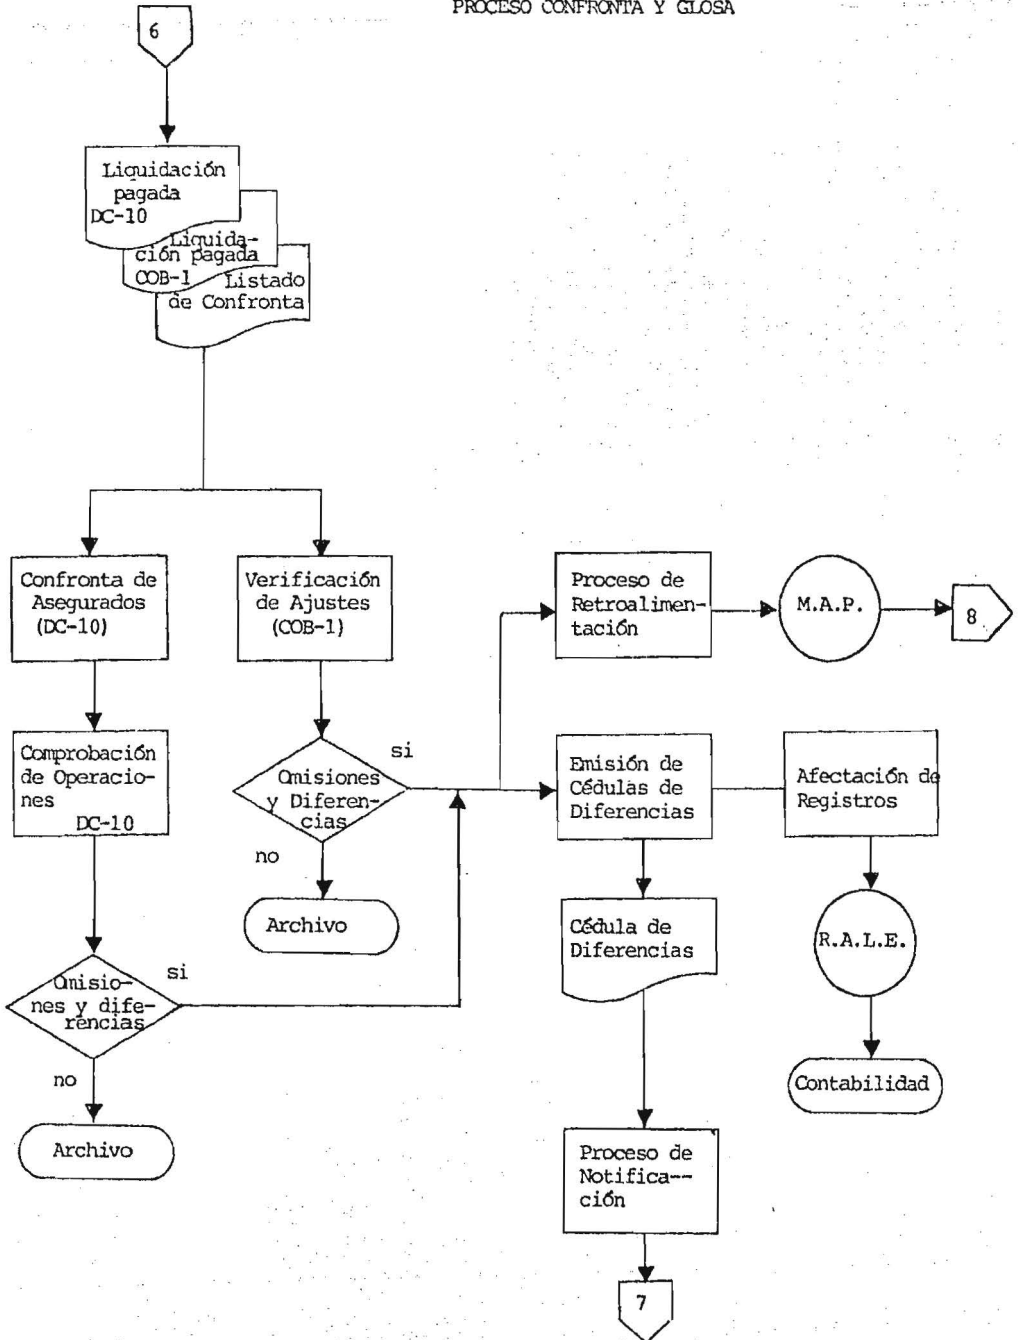 PROCESO CONFRONTA Y GLOSA
6
Liquidación
pagada
DC-10
Liquida-
ción pagada
COB-1
Listado
de Confronta
Confronta de
Asegurados
(DC-10)
Verificación
de Ajustes
(COB-1)
Proceso de
Retroalimen-
tación
M.A.P.
8
Comprobación
de Operacio-
nes
DC-10
Omisiones
y Diferen-
cias
si
no
Archivo
Emisión de
Cédulas de
Diferencias
Afectación de
Registros
Cédula de
Diferencias
R.A.L.E.
Omisio-
nes y dife-
rencias
si
no
Archivo
Contabilidad
Proceso de
Notifica--
ción
7